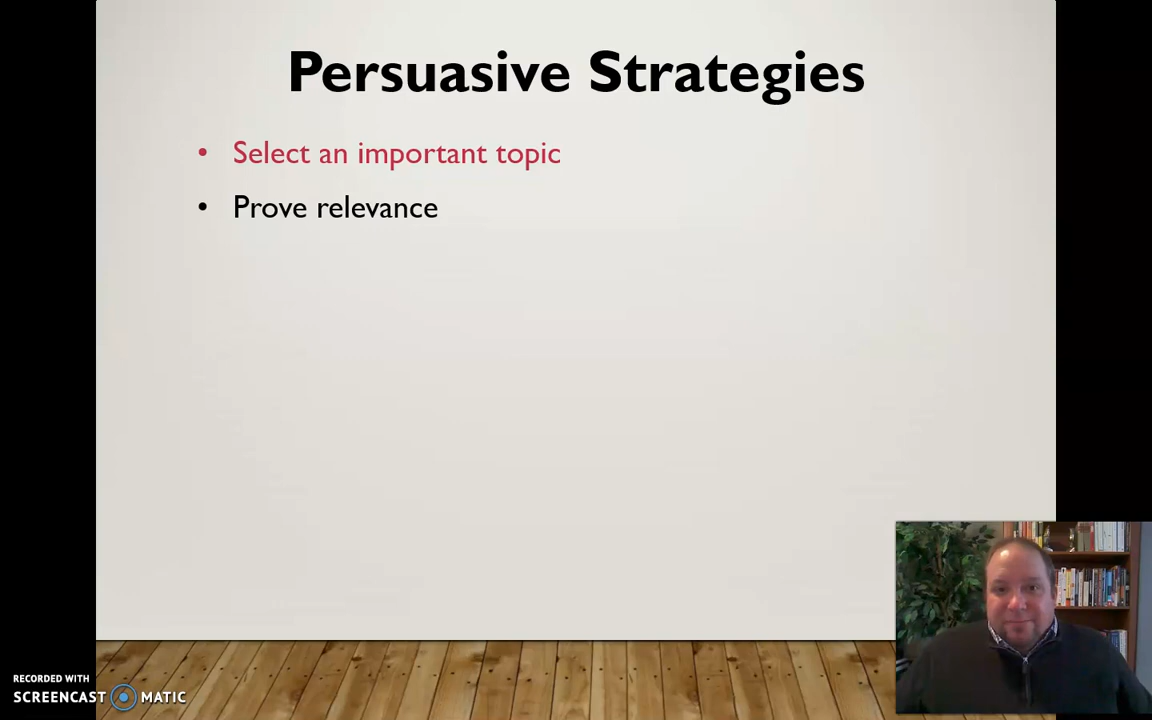 Persuasive Strategies
• Select an important topic
• Prove relevance
RECORDED WITH
SCREENCAST MATIC